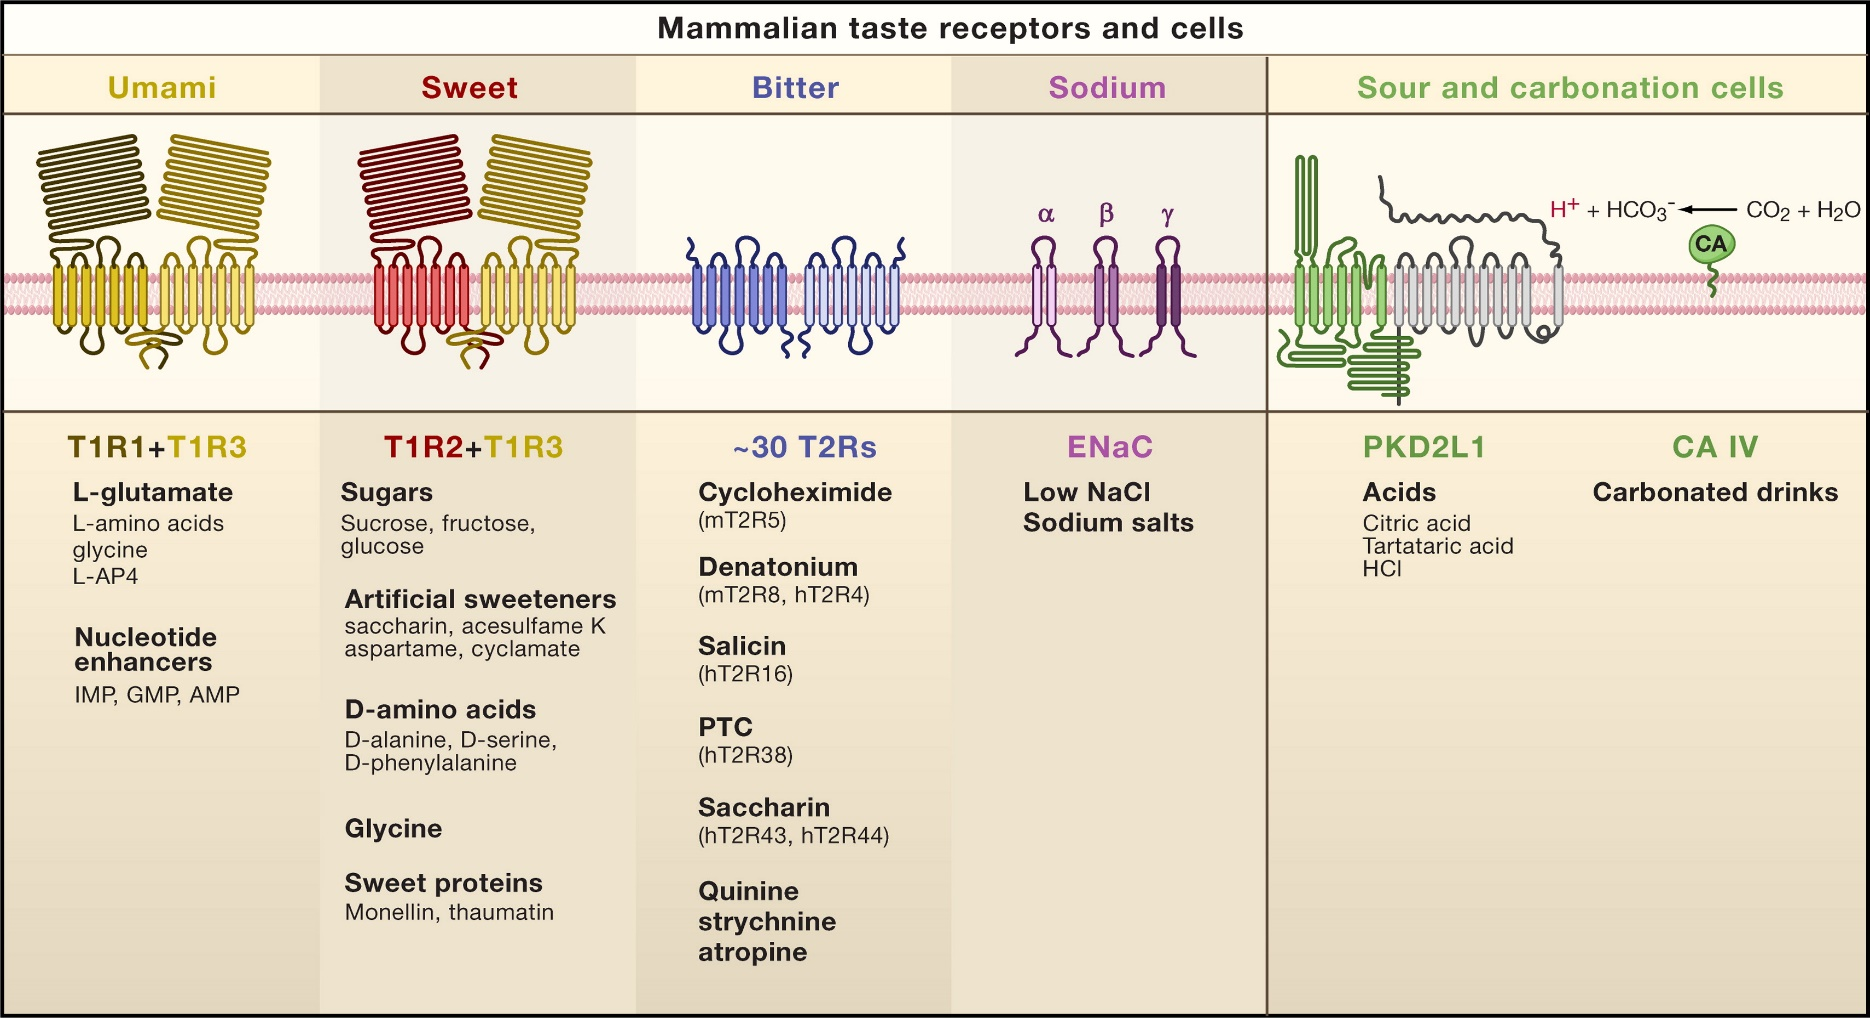 Mammalian taste receptors and cells
Umami
Sweet
Bitter
Sodium
Sour and carbonation cells
α
β
γ
H⁺ + HCO₃⁻
CO₂ + H₂O
CA
T1R1+T1R3
L-glutamate
L-amino acids
glycine
L-AP4
Nucleotide
enhancers
IMP, GMP, AMP
T1R2+T1R3
Sugars
Sucrose, fructose,
glucose
Artificial sweeteners
saccharin, acesulfame K
aspartame, cyclamate
D-amino acids
D-alanine, D-serine,
D-phenylalanine
Glycine
Sweet proteins
Monellin, thaumatin
~30 T2Rs
Cycloheximide
(mT2R5)
Denatonium
(mT2R8, hT2R4)
Salicin
(hT2R16)
PTC
(hT2R38)
Saccharin
(hT2R43, hT2R44)
Quinine
strychnine
atropine
ENaC
Low NaCl
Sodium salts
PKD2L1
Acids
Citric acid
Tartataric acid
HCl
CA IV
Carbonated drinks